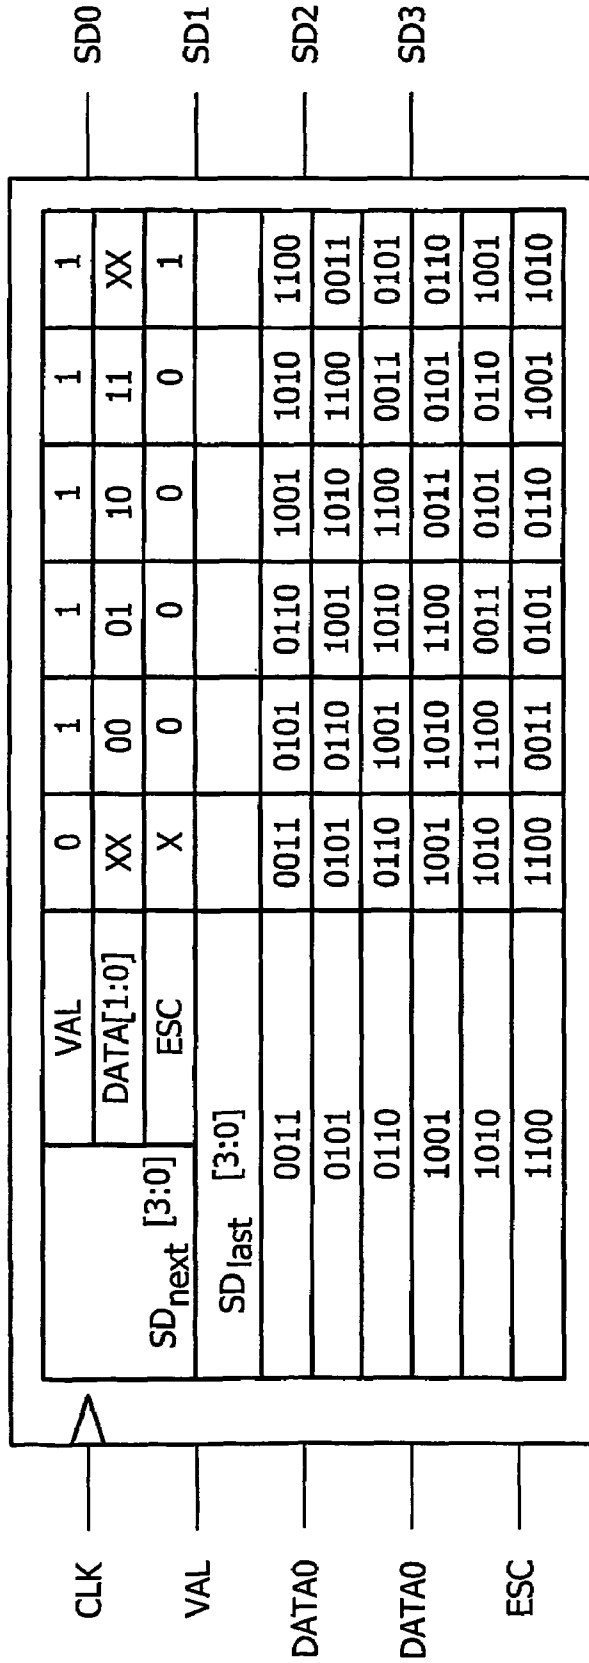 CLK
VAL
DATA0
DATA0
ESC
VAL 0 1 1 1 1 1
DATA[1:0] XX 00 01 10 11 XX
SDnext [3:0] ESC X 0 0 0 0 1
SDlast [3:0]
0011 0011 0101 0110 1001 1010 1100
0101 0101 0110 1001 1010 1100 0011
0110 0110 1001 1010 1100 0011 0101
1001 1001 1010 1100 0011 0101 0110
1010 1010 1100 0011 0101 0110 1001
1100 1100 0011 0101 0110 1001 1010
SD0
SD1
SD2
SD3